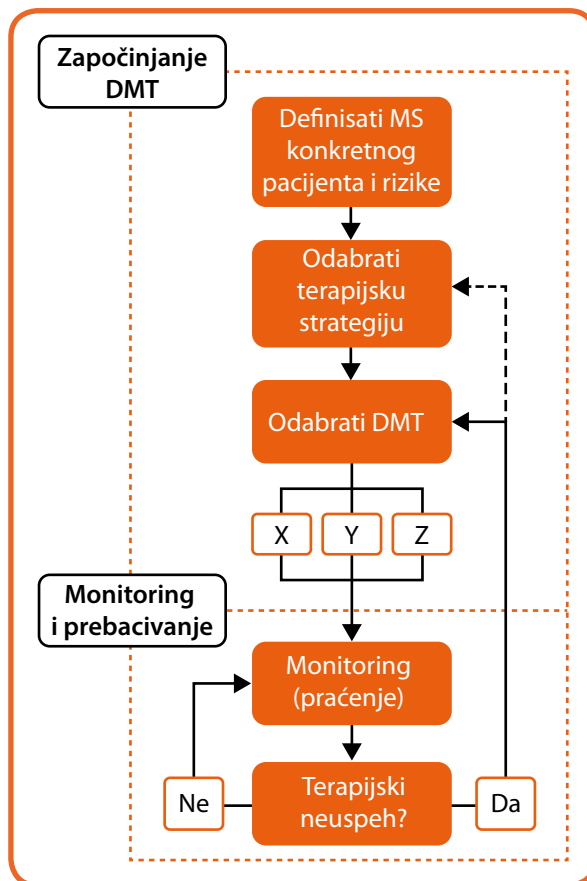 Započinjanje
DMT
Definisati MS
konkretnog
pacijenta i rizike
Odabrati
terapijsku
strategiju
Odabrati DMT
X
Y
Z
Monitoring
i prebacivanje
Monitoring
(praćenje)
Ne
Terapijski
neuspeh?
Da